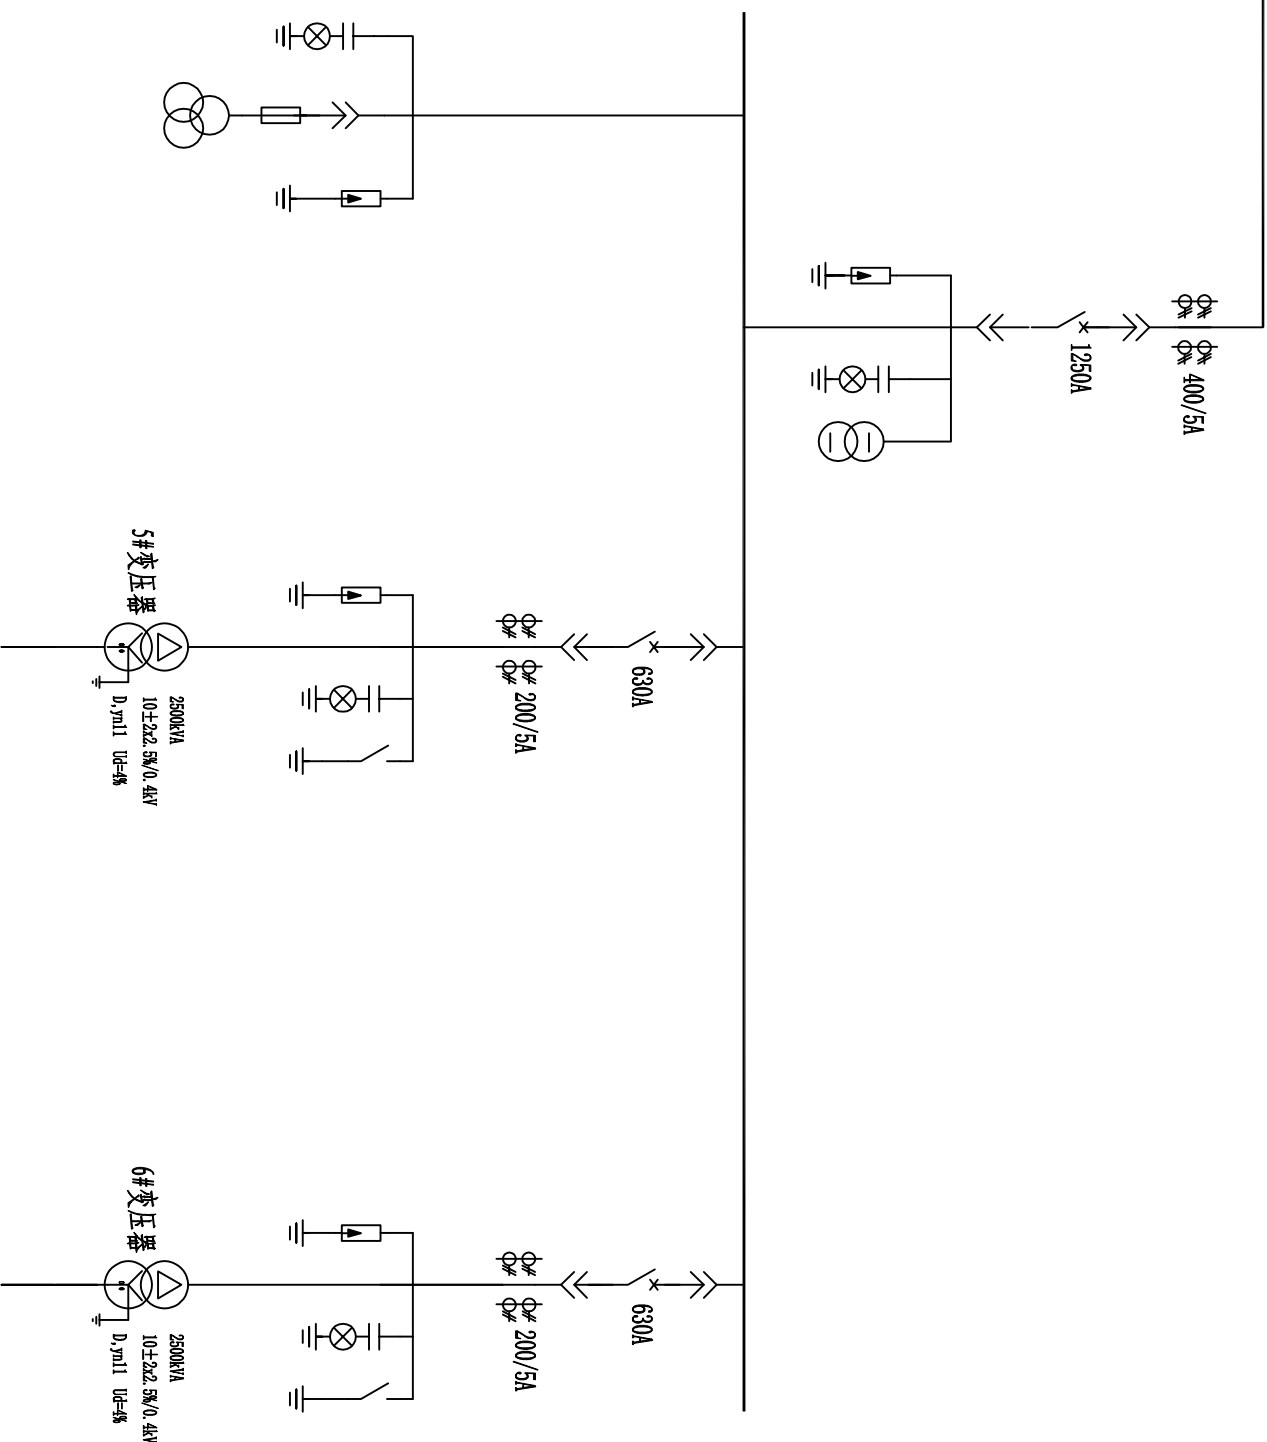 400/5A
1250A
630A
200/5A
5#变压器
2500kVA
10±2x2.5%/0.4kV
D,yn11 Ud=4%
630A
200/5A
6#变压器
2500kVA
10±2x2.5%/0.4kV
D,yn11 Ud=4%